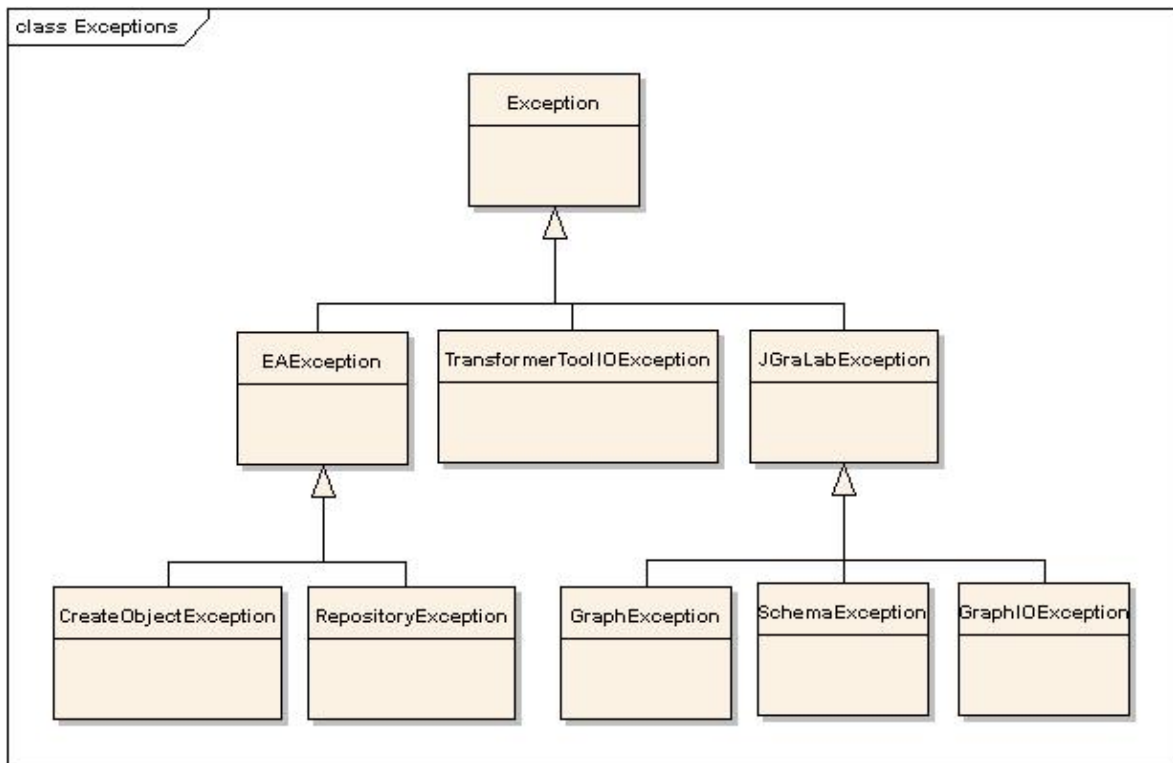 class Exceptions
Exception
EAException
TransformerToolIOException
JGraLabException
CreateObjectException
RepositoryException
GraphException
SchemaException
GraphIOException